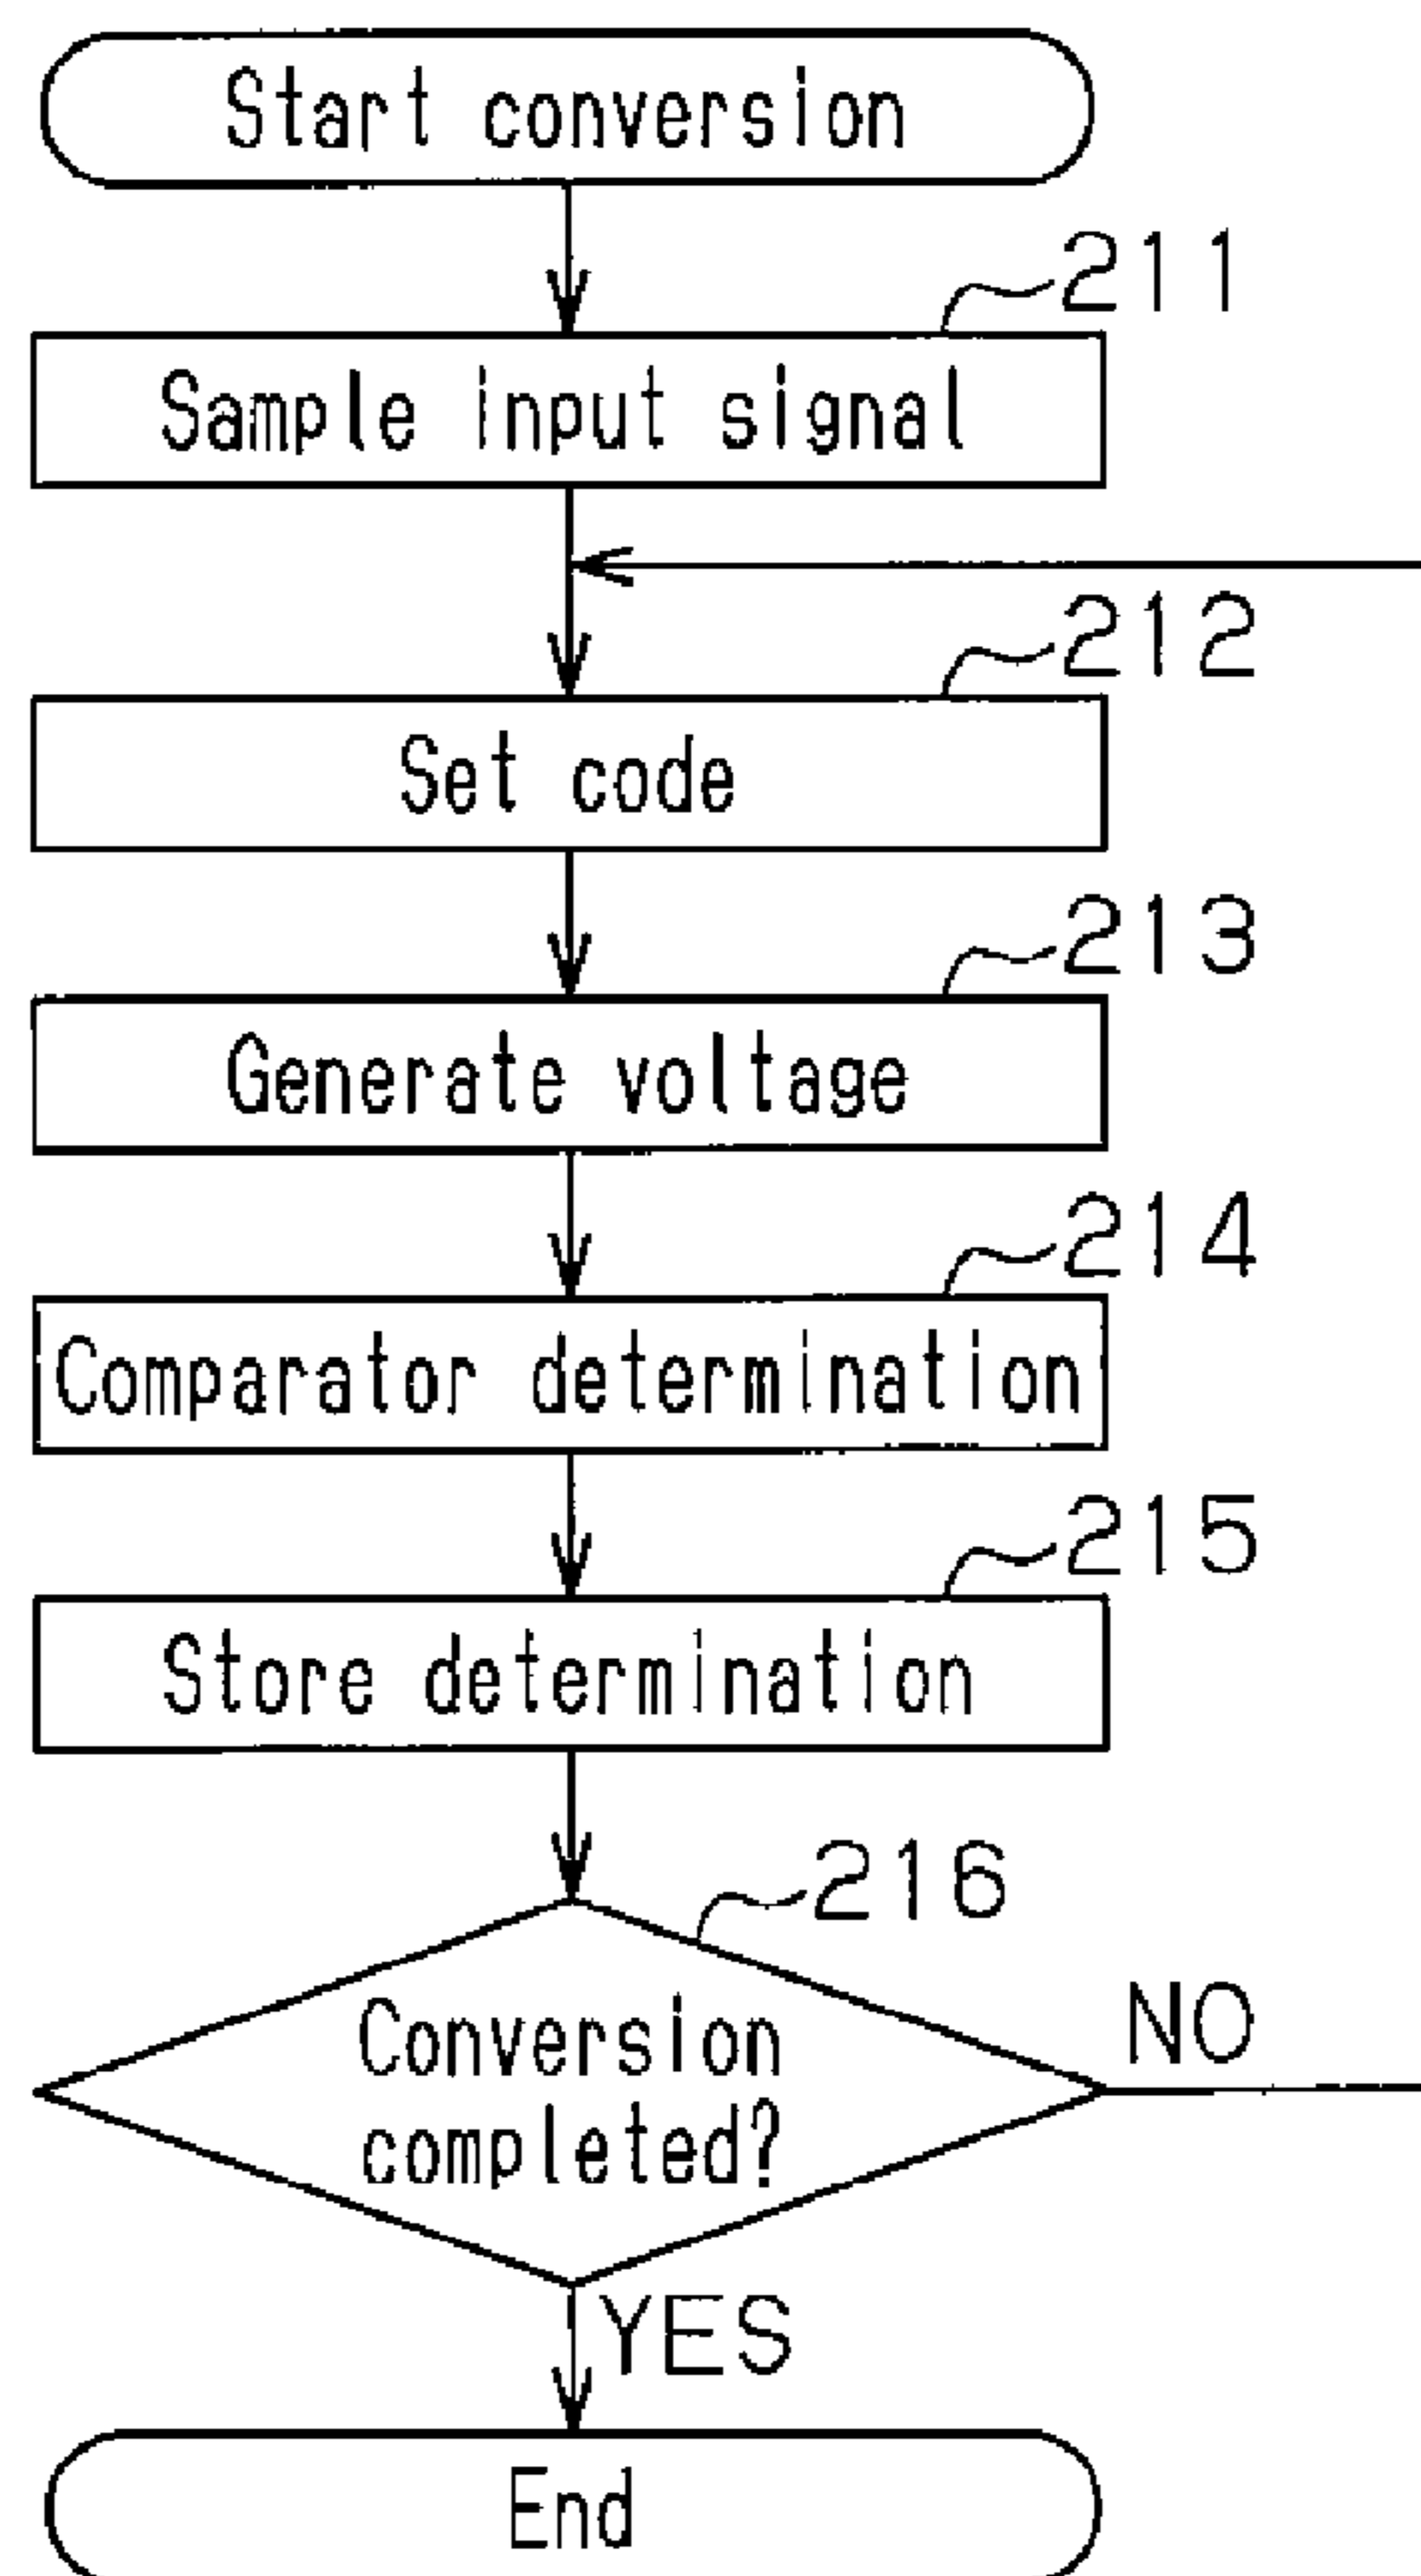 Start conversion
211
Sample input signal
212
Set code
213
Generate voltage
214
Comparator determination
215
Store determination
216
Conversion
completed?
NO
YES
End